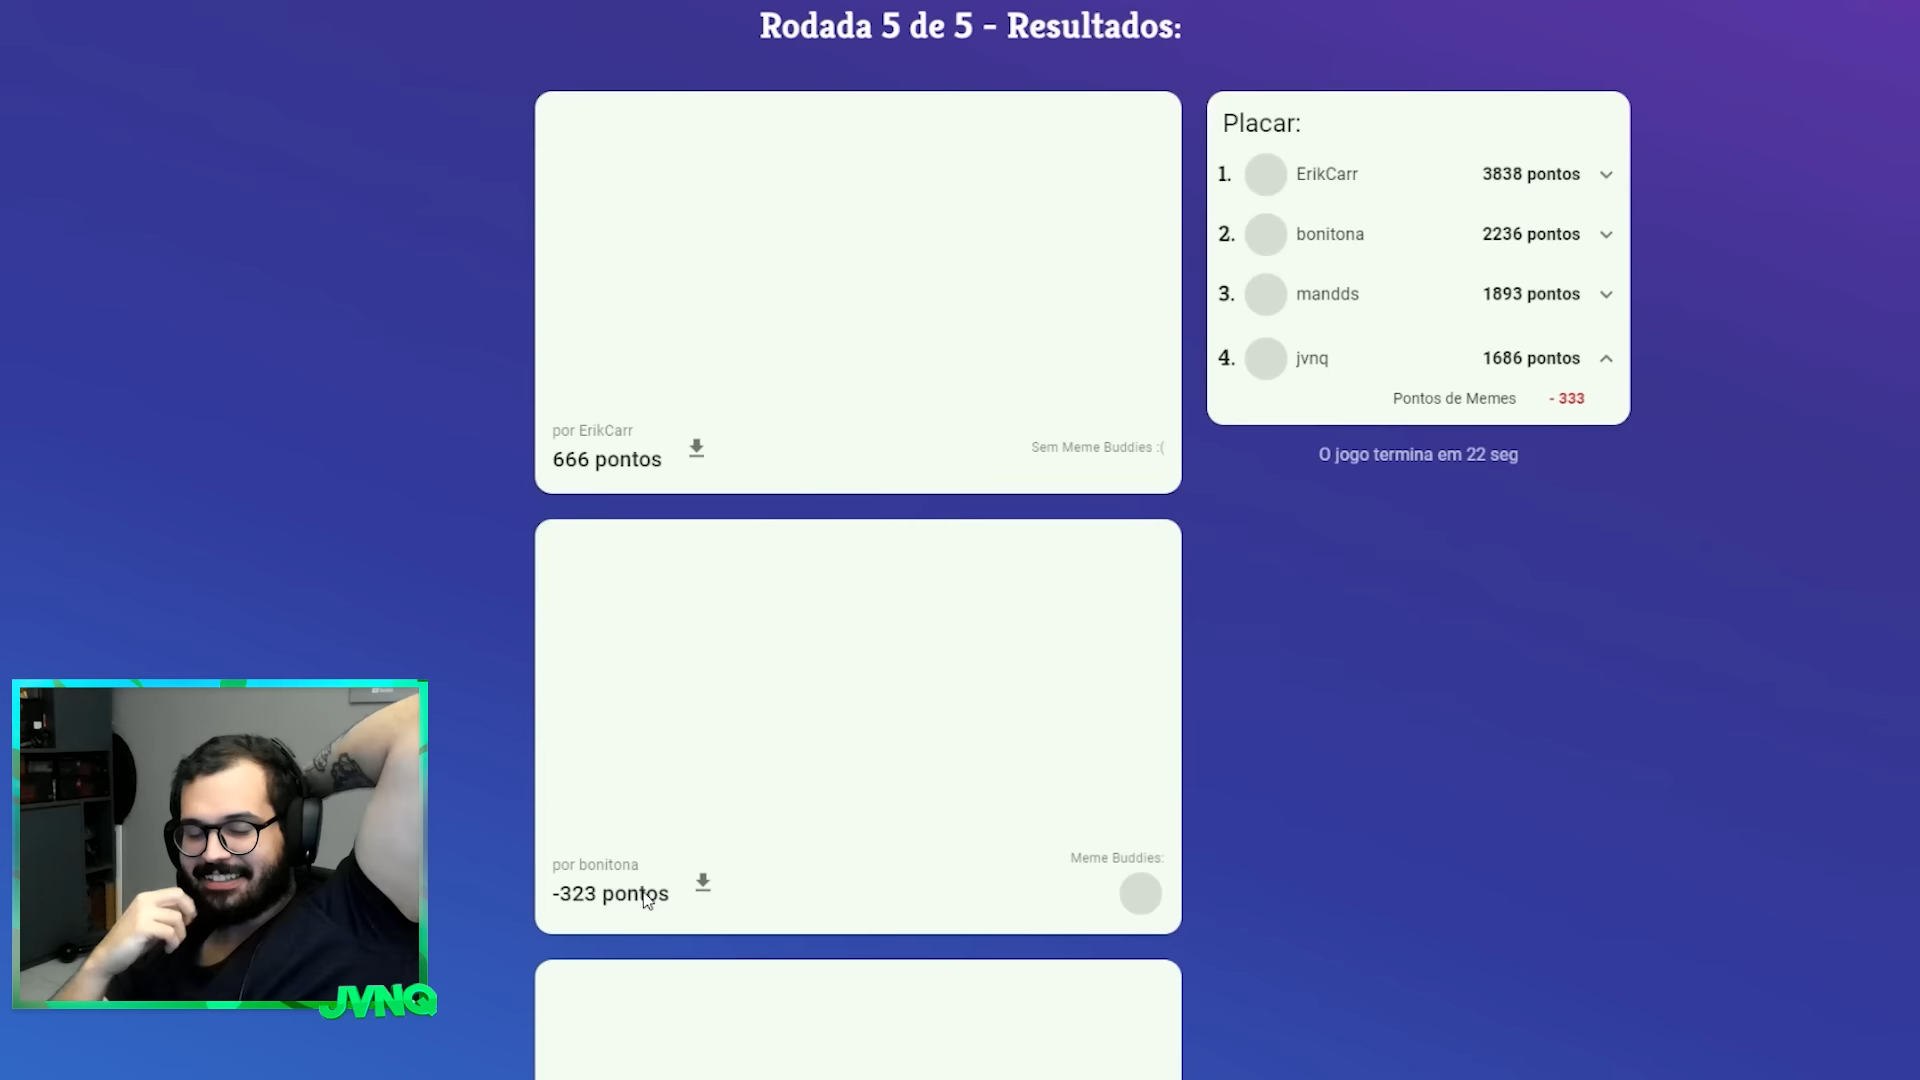 Rodada 5 de 5 - Resultados:
por ErikCarr
666 pontos
Sem Meme Buddies :(
por bonitona
-323 pontos
Meme Buddies:
Placar:
1. ErikCarr 3838 pontos
2. bonitona 2236 pontos
3. mandds 1893 pontos
4. jvnq 1686 pontos
Pontos de Memes - 333
O jogo termina em 22 seg
JVNQ